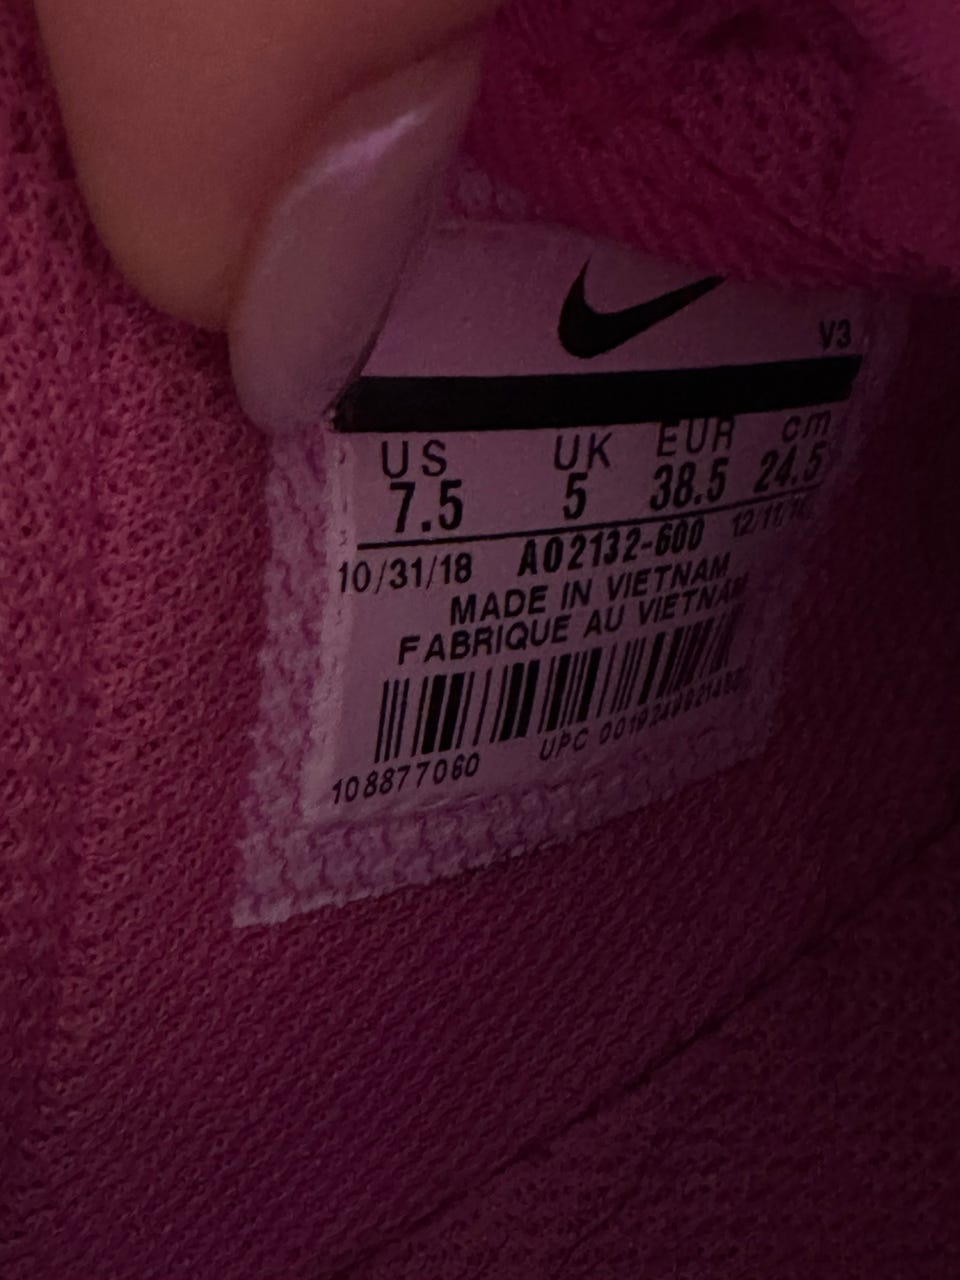 V3
US UK EUR cm
7.5 5 38.5 24.5
10/31/18 AO2132-600
MADE IN VIETNAM
FABRIQUE AU VIETNAM
UPC
108877060